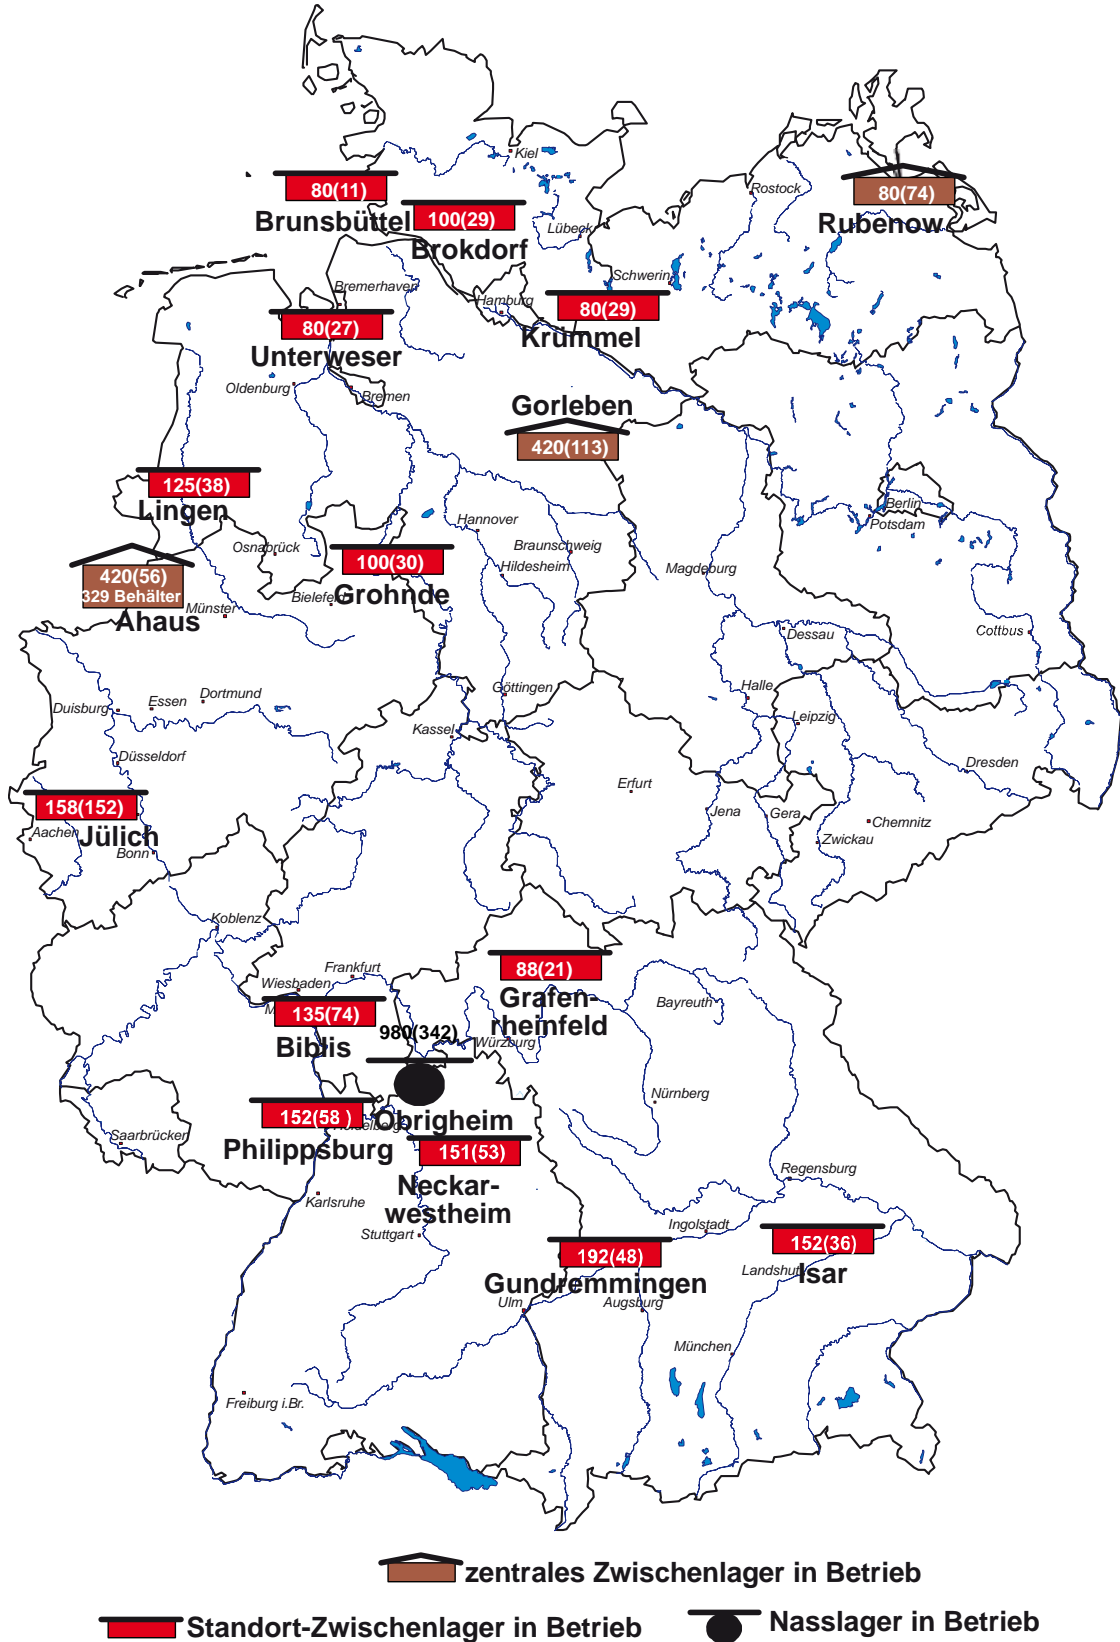 Kiel
80(11)
Brunsbüttel
100(29)
Brokdorf
Rostock
80(74)
Rubenow
Lübeck
Schwerin
Bremerhaven
Hamburg
80(29)
Krümmel
80(27)
Unterweser
Oldenburg
Bremen
Gorleben
420(113)
125(38)
Lingen
Hannover
Berlin
Potsdam
Osnabrück
100(30)
Grohnde
Braunschweig
Hildesheim
Magdeburg
420(56)
329 Behälter
Ahaus
Münster
Bielefeld
Dessau
Cottbus
Göttingen
Halle
Duisburg
Essen
Dortmund
Kassel
Leipzig
Düsseldorf
Erfurt
Dresden
158(152)
Jülich
Aachen
Bonn
Jena
Gera
Chemnitz
Zwickau
Koblenz
Frankfurt
Wiesbaden
88(21)
Grafen-
rheinfeld
Bayreuth
135(74)
Biblis
980(342)
Würzburg
Obrigheim
Nürnberg
152(58 )
Philippsburg
Saarbrücken
151(53)
Neckar-
westheim
Karlsruhe
Stuttgart
Regensburg
Ingolstadt
152(36)
Isar
Landshut
192(48)
Gundremmingen
Ulm
Augsburg
München
Freiburg i.Br.
zentrales Zwischenlager in Betrieb
Standort-Zwischenlager in Betrieb
Nasslager in Betrieb